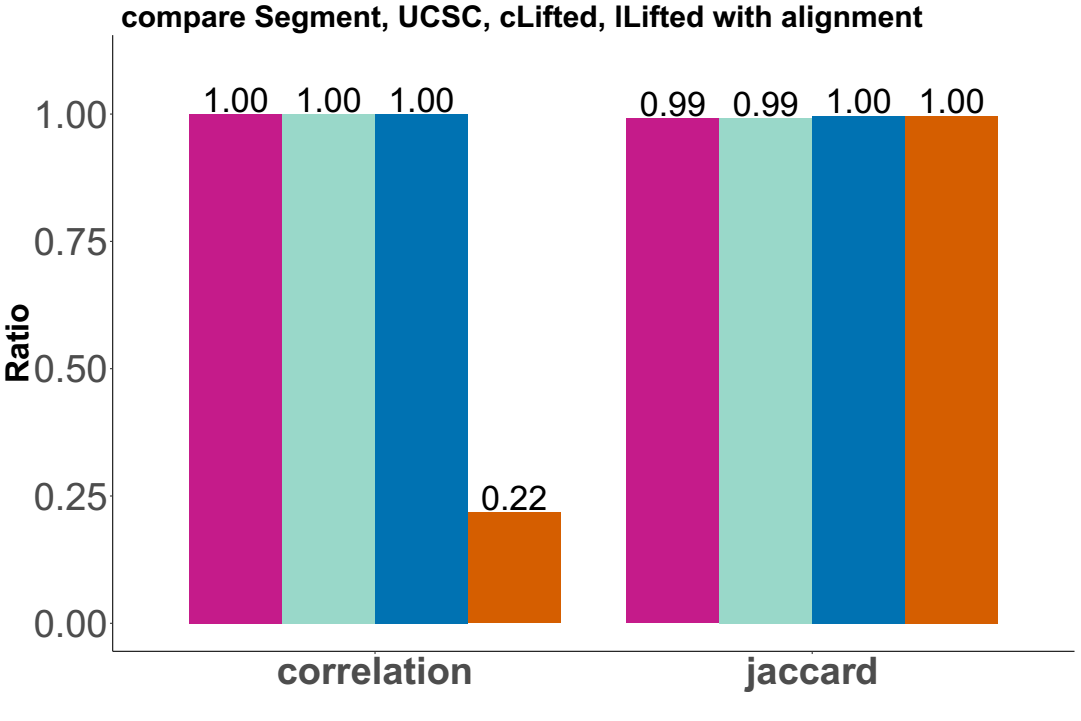 compare Segment, UCSC, cLifted, lLifted with alignment
1.00 1.00 1.00
0.99 0.99 1.00 1.00
1.00
0.75
Ratio
0.50
0.25
0.22
0.00
correlation
jaccard